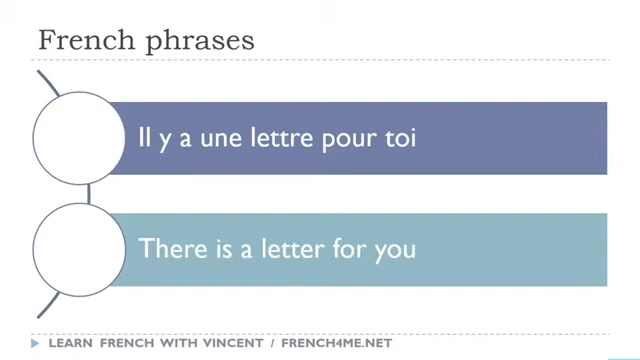 French phrases
Il y a une lettre pour toi
There is a letter for you
LEARN FRENCH WITH VINCENT / FRENCH4ME.NET